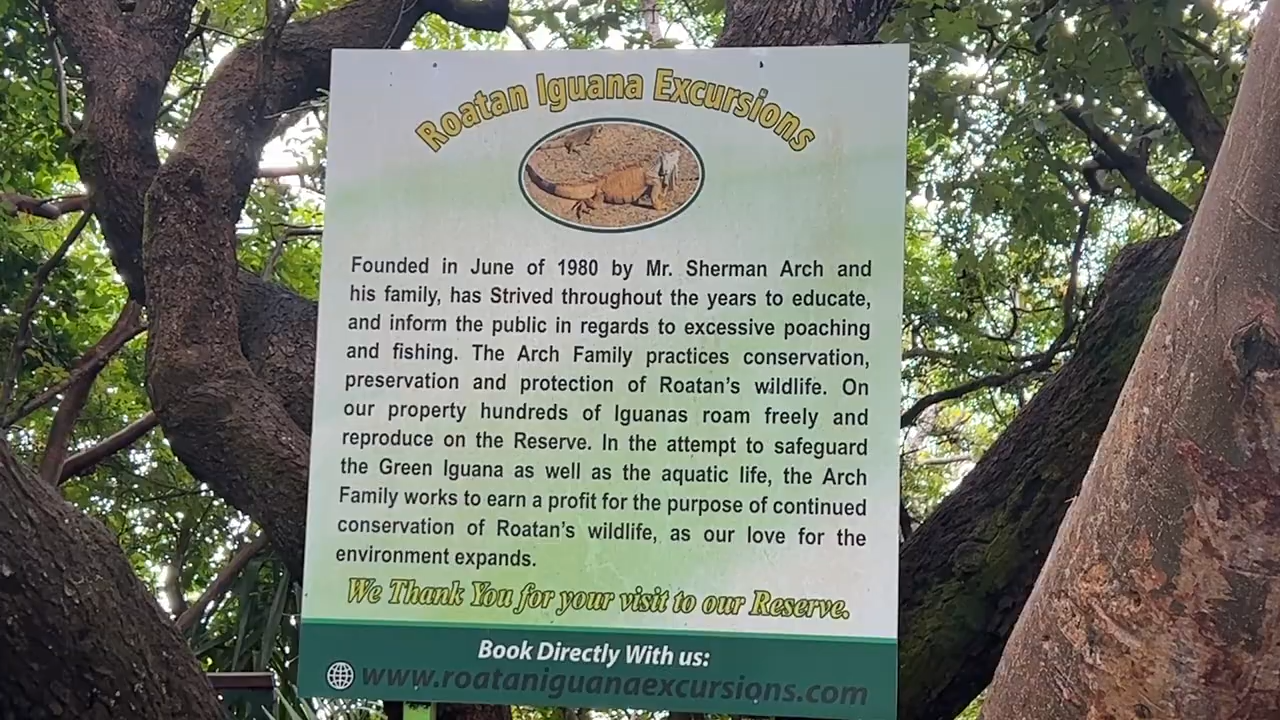 Roatan Iguana Excursions
Founded in June of 1980 by Mr. Sherman Arch and
his family, has Strived throughout the years to educate,
and inform the public in regards to excessive poaching
and fishing. The Arch Family practices conservation,
preservation and protection of Roatan's wildlife. On
our property hundreds of Iguanas roam freely and
reproduce on the Reserve. In the attempt to safeguard
the Green Iguana as well as the aquatic life, the Arch
Family works to earn a profit for the purpose of continued
conservation of Roatan's wildlife, as our love for the
environment expands.
We Thank You for your visit to our Reserve.
Book Directly With us:
www.roataniguanaexcursions.com